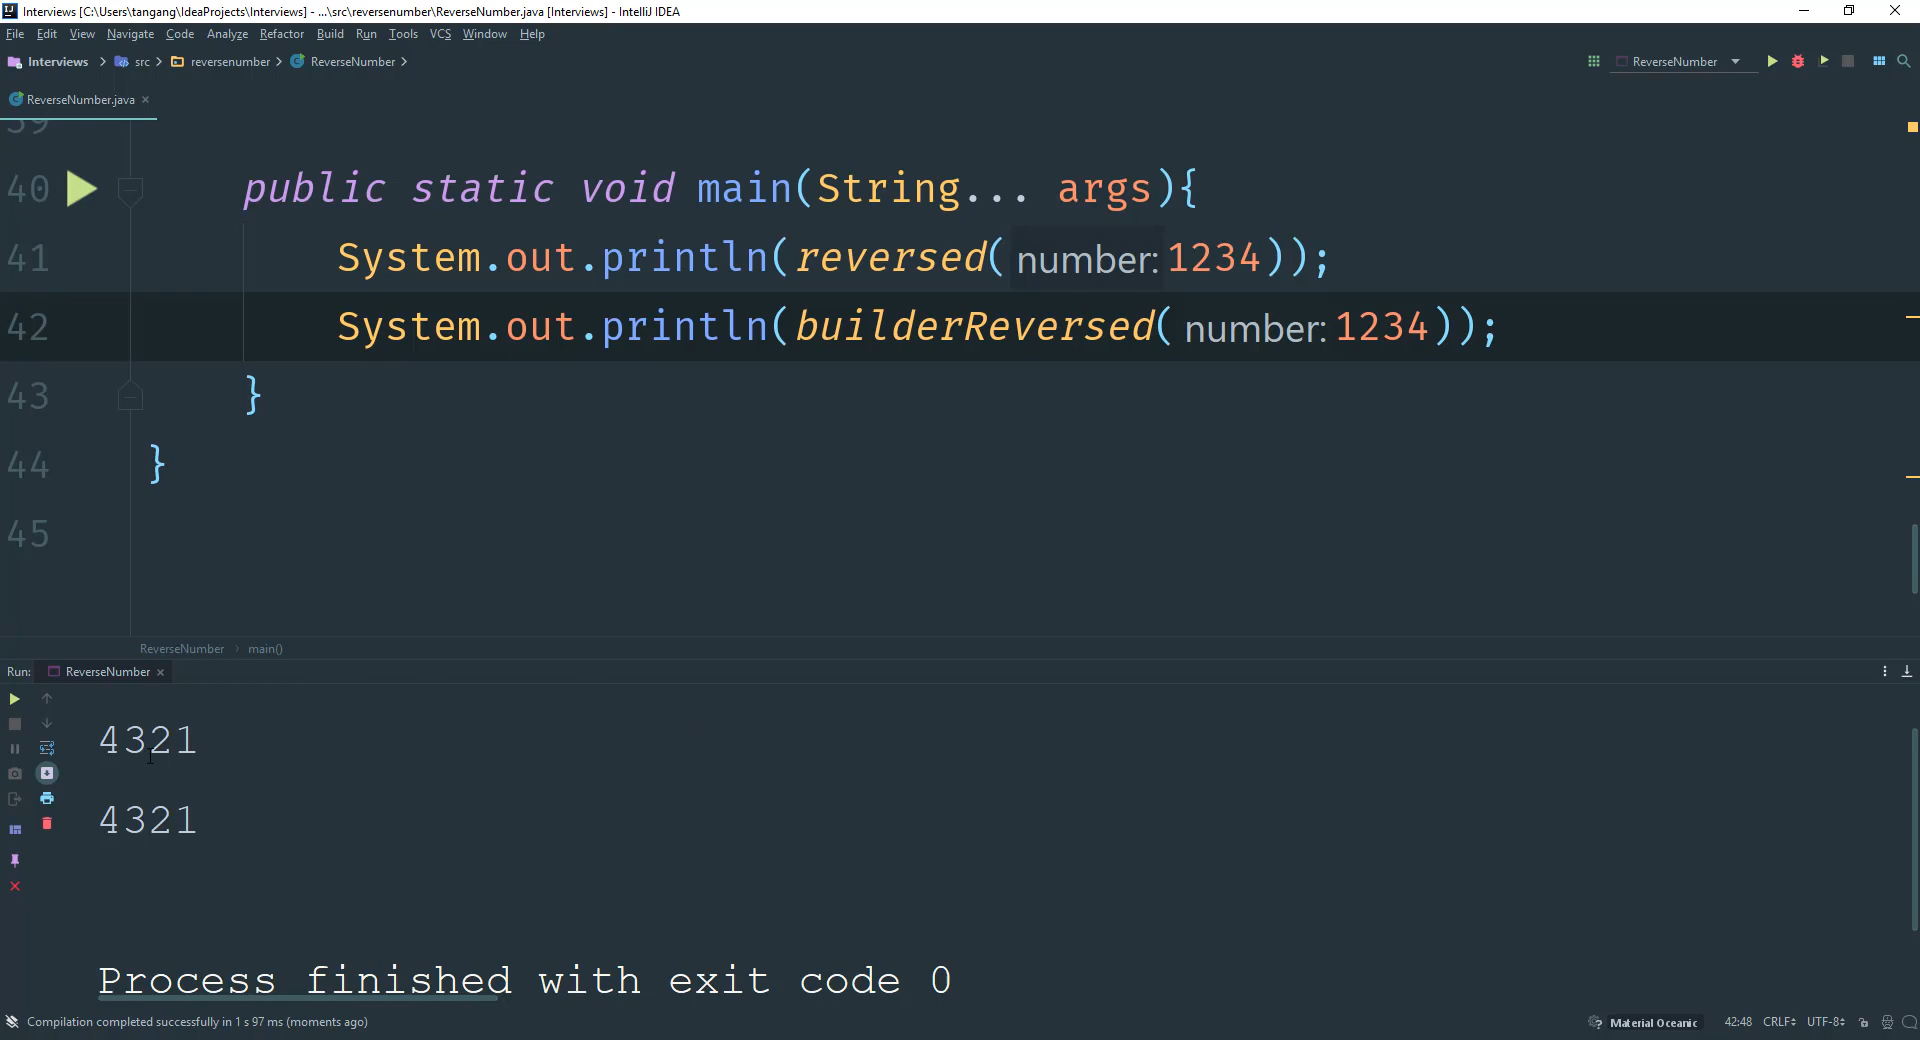 Interviews [C:\Users\tangang\IdeaProjects\Interviews] - ...\src\reversenumber\ReverseNumber.java [Interviews] - IntelliJ IDEA
File Edit View Navigate Code Analyze Refactor Build Run Tools VCS Window Help
Interviews src reversenumber ReverseNumber ReverseNumber
ReverseNumber.java
39
40 public static void main(String... args){
41 System.out.println(reversed( number: 1234));
42 System.out.println(builderReversed( number: 1234));
43 }
44 }
45
ReverseNumber main()
Run: ReverseNumber
4321
4321
Process finished with exit code 0
Compilation completed successfully in 1 s 97 ms (moments ago) Material Oceanic 42:48 CRLF UTF-8